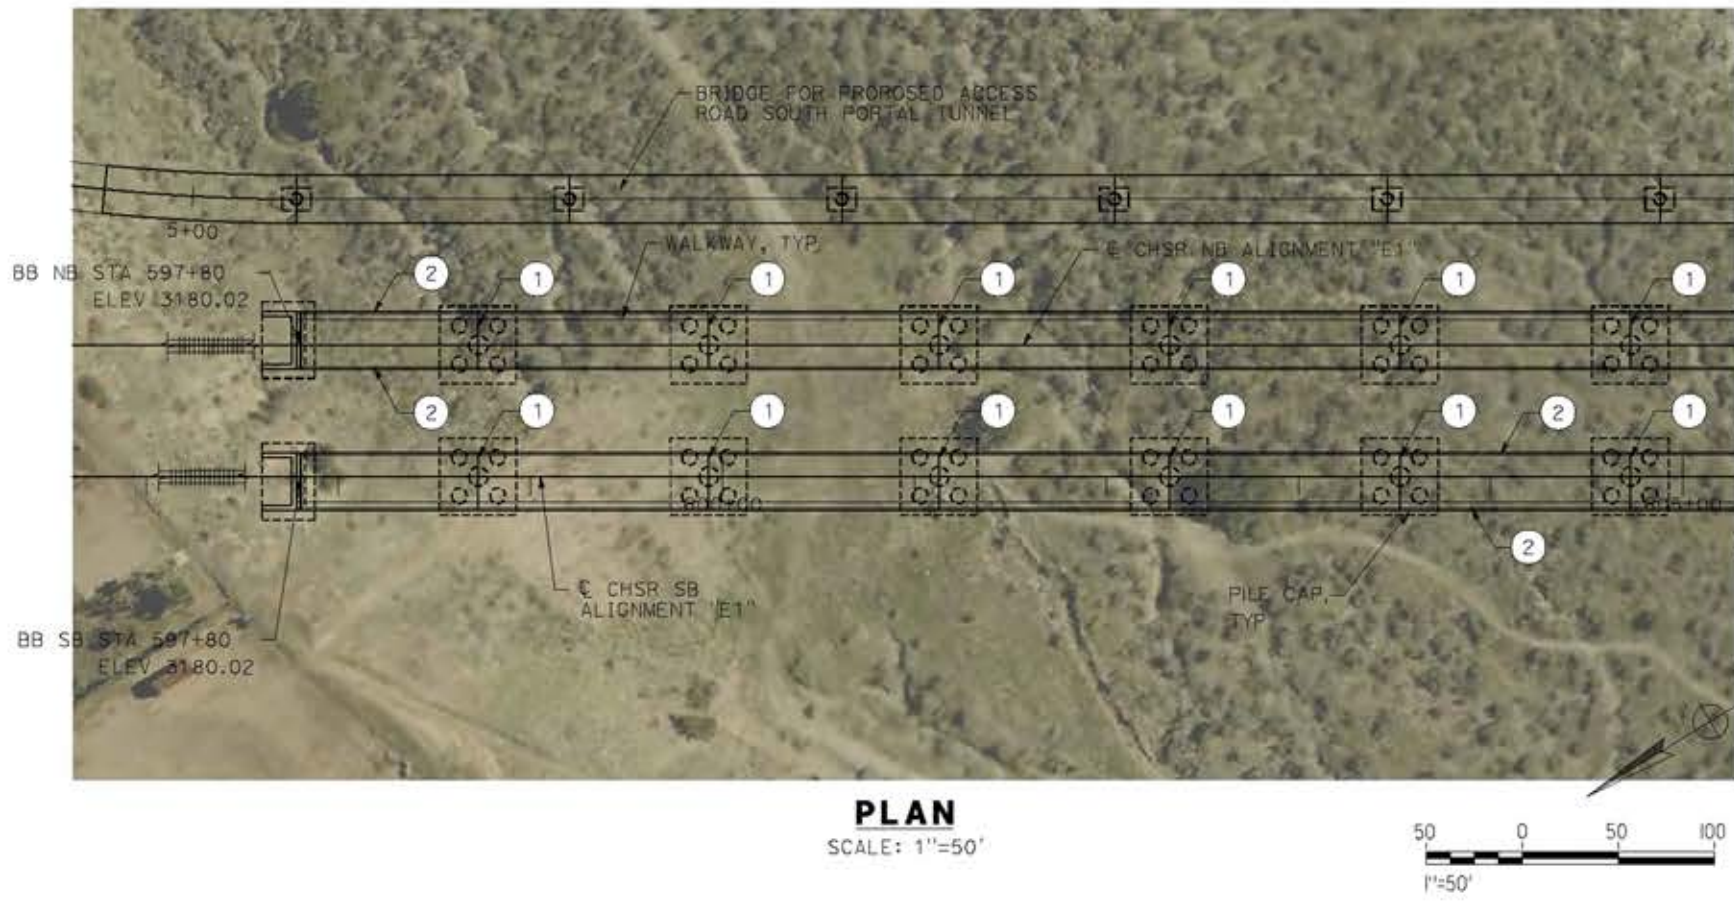 BRIDGE FOR PROPOSED ACCESS
ROAD SOUTH PORTAL TUNNEL
5+00
WALKWAY, TYP.
℄ CHSR NB ALIGNMENT "E1"
BB NB STA 597+80
ELEV 3180.02
2
1
1
1
1
1
1
2
1
1
1
1
1
2
1
605+00
2
℄ CHSR SB
ALIGNMENT "E1"
PILE CAP,
TYP
BB SB STA 597+80
ELEV 3180.02
PLAN
SCALE: 1"=50'
50 0 50 100
1"=50'